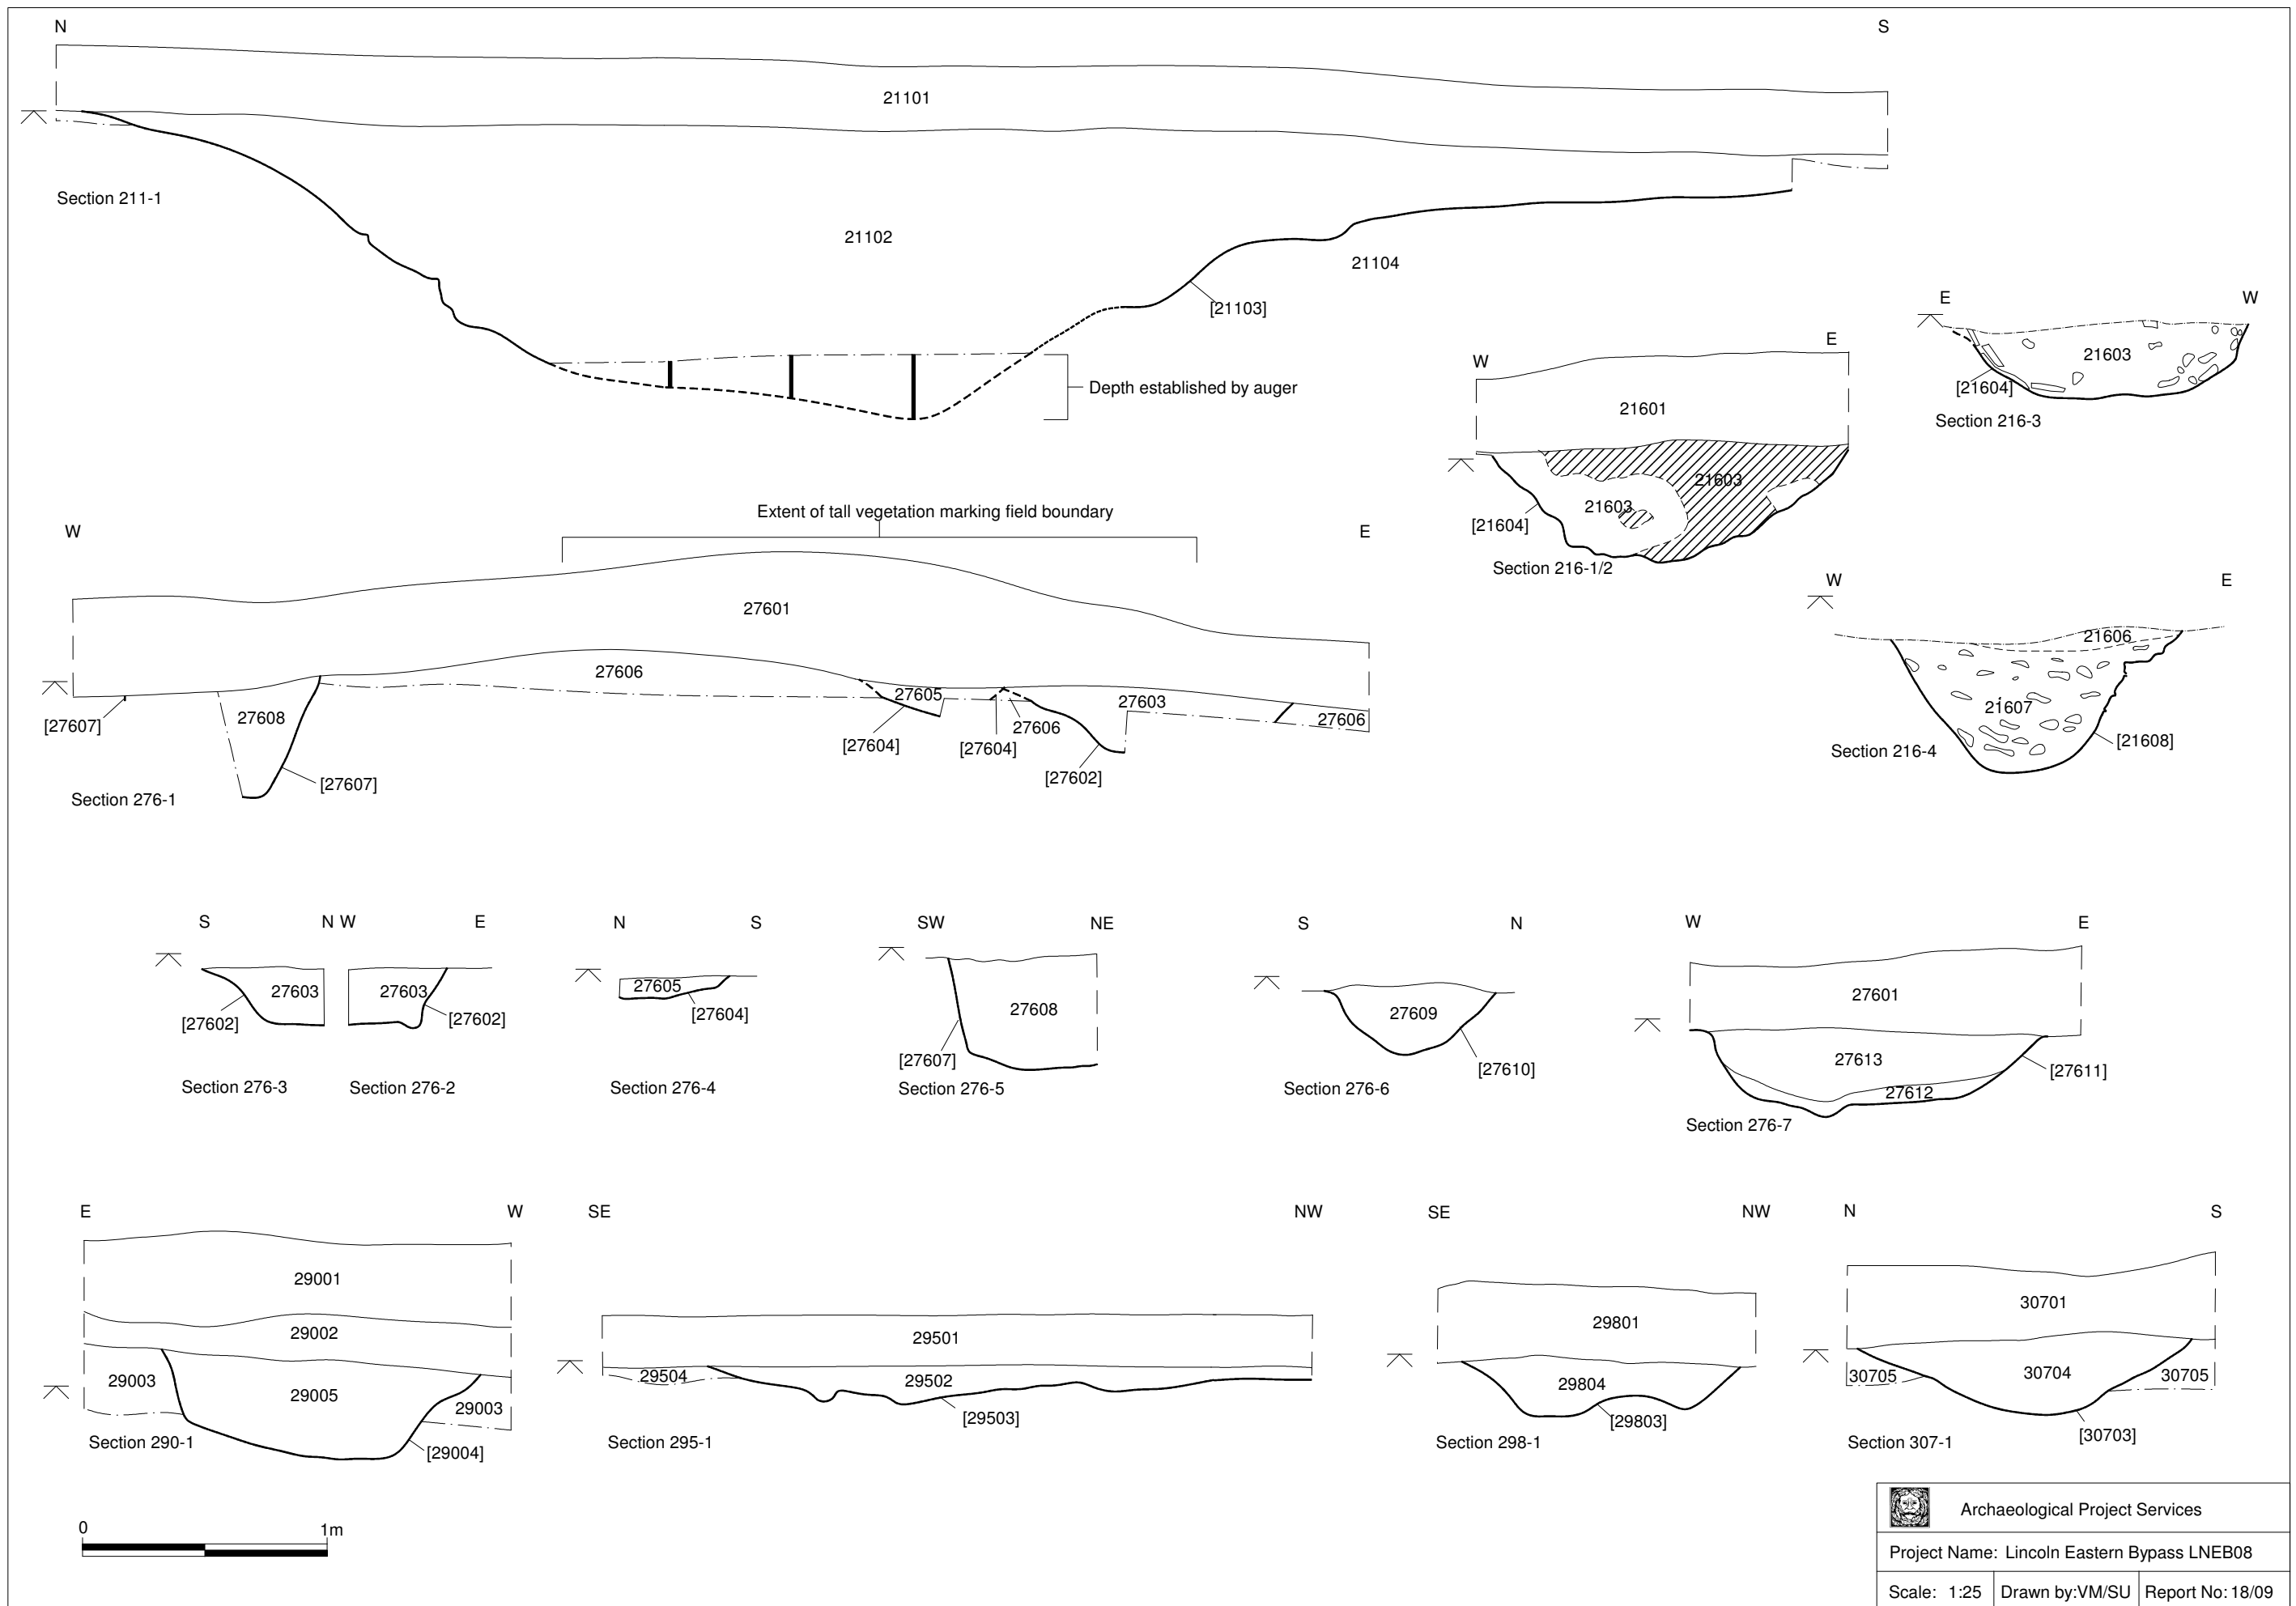 N
S
21101
Section 211-1
21102
21104
[21103]
Depth established by auger
E
W
21603
[21604]
Section 216-3
W
E
21601
21603
21603
[21604]
Section 216-1/2
Extent of tall vegetation marking field boundary
W
E
27601
27606
27605
27603
27606
27606
27608
[27607]
[27607]
[27604]
[27604]
[27602]
Section 276-1
W
E
21606
21607
[21608]
Section 216-4
S
N
27603
[27602]
Section 276-3
W
E
27603
[27602]
Section 276-2
N
S
27605
[27604]
Section 276-4
SW
NE
27608
[27607]
Section 276-5
S
N
27609
[27610]
Section 276-6
W
E
27601
27613
27612
[27611]
Section 276-7
E
W
29001
29002
29003
29005
29003
[29004]
Section 290-1
SE
NW
29501
29504
29502
[29503]
Section 295-1
SE
NW
29801
29804
[29803]
Section 298-1
N
S
30701
30705
30704
30705
[30703]
Section 307-1
0
1m
Archaeological Project Services
Project Name: Lincoln Eastern Bypass LNEB08
Scale: 1:25
Drawn by:VM/SU
Report No: 18/09